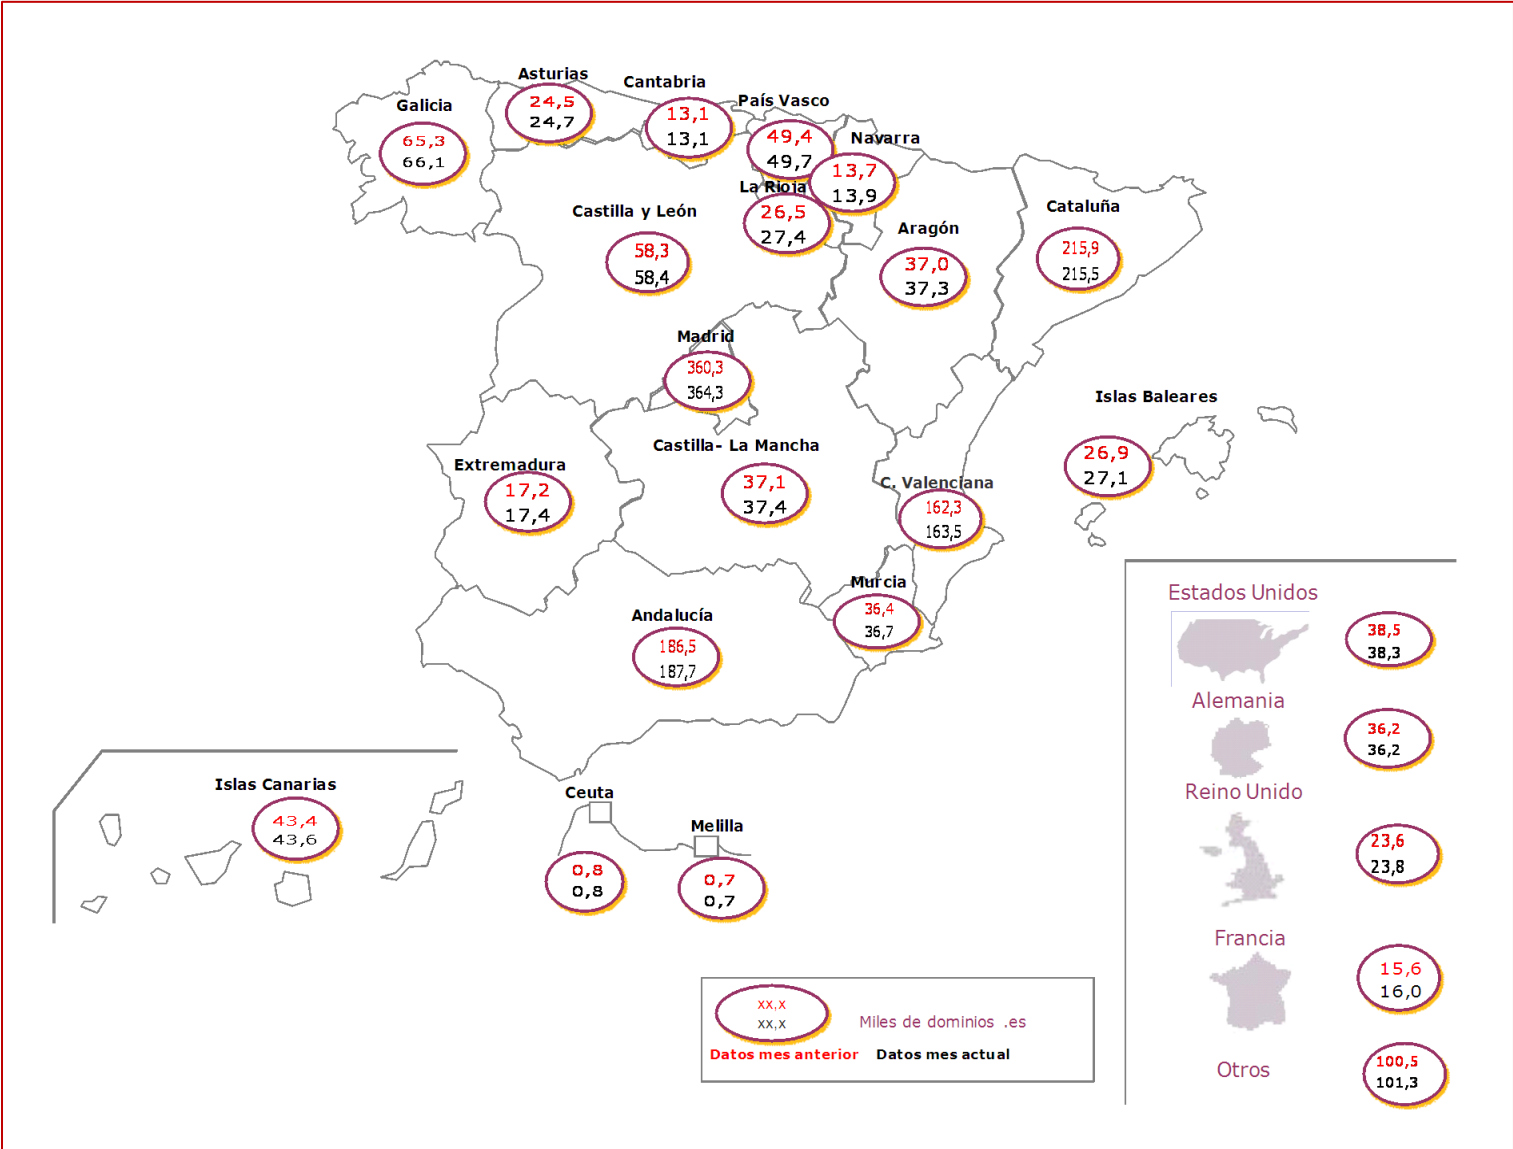 Asturias
24,5
24,7
Cantabria
13,1
13,1
País Vasco
49,4
49,7
Galicia
65,3
66,1
Navarra
13,7
13,9
La Rioja
26,5
27,4
Castilla y León
58,3
58,4
Aragón
37,0
37,3
Cataluña
215,9
215,5
Madrid
360,3
364,3
Islas Baleares
26,9
27,1
Castilla- La Mancha
37,1
37,4
Extremadura
17,2
17,4
C. Valenciana
162,3
163,5
Murcia
36,4
36,7
Andalucía
186,5
187,7
Islas Canarias
43,4
43,6
Ceuta
0,8
0,8
Melilla
0,7
0,7
Estados Unidos
38,5
38,3
Alemania
36,2
36,2
Reino Unido
23,6
23,8
Francia
15,6
16,0
Otros
100,5
101,3
xx,x
xx,x
Miles de dominios .es
Datos mes anterior Datos mes actual